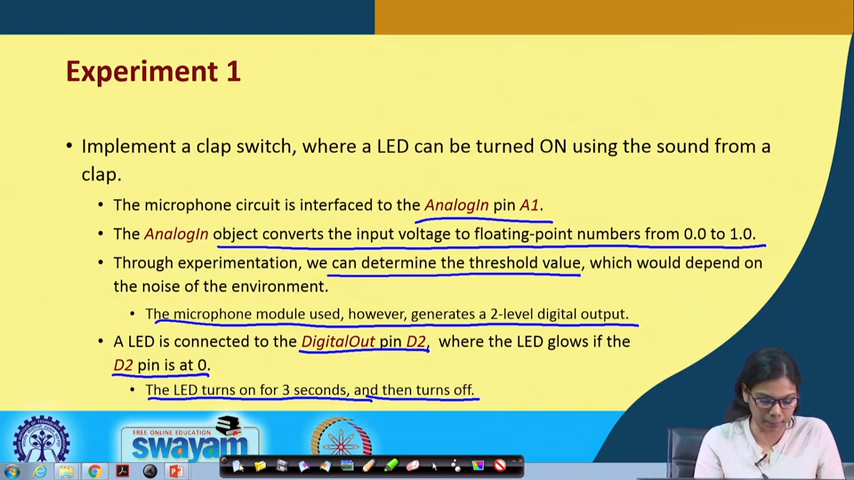 Experiment 1
• Implement a clap switch, where a LED can be turned ON using the sound from a
clap.
• The microphone circuit is interfaced to the AnalogIn pin A1.
• The AnalogIn object converts the input voltage to floating-point numbers from 0.0 to 1.0.
• Through experimentation, we can determine the threshold value, which would depend on
the noise of the environment.
• The microphone module used, however, generates a 2-level digital output.
• A LED is connected to the DigitalOut pin D2, where the LED glows if the
D2 pin is at 0.
• The LED turns on for 3 seconds, and then turns off.
FREE ONLINE EDUCATION
swayam